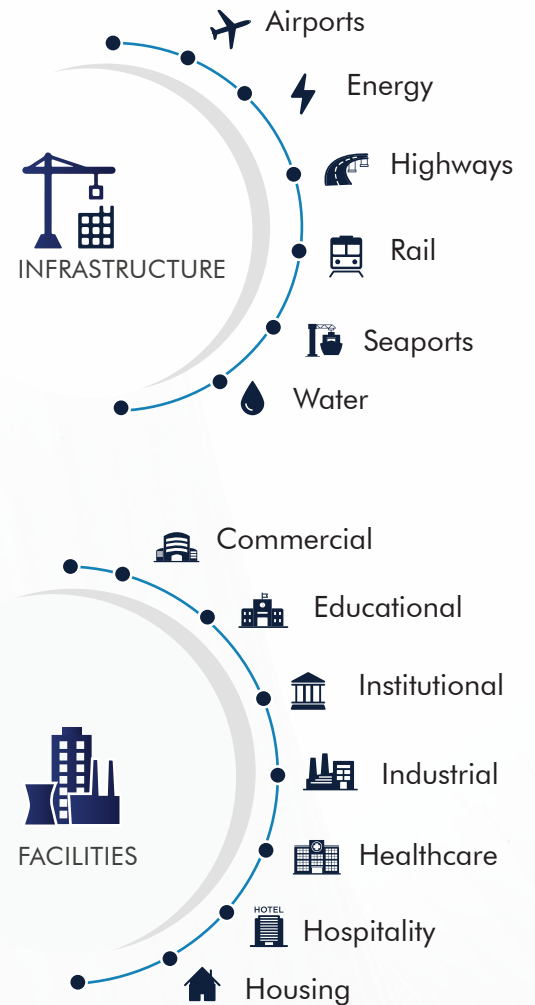 Airports
Energy
Highways
Rail
INFRASTRUCTURE
Seaports
Water
Commercial
Educational
Institutional
Industrial
FACILITIES
Healthcare
HOTEL
Hospitality
Housing